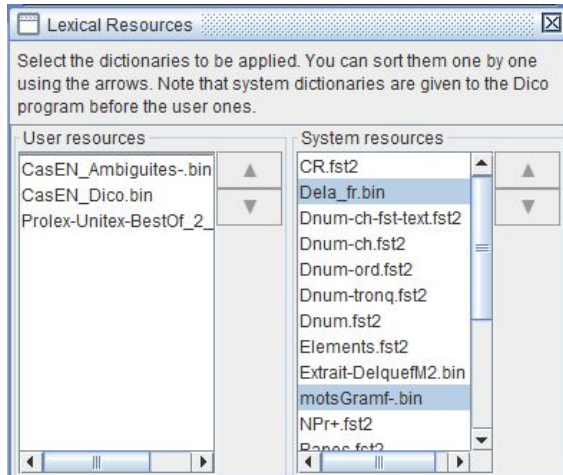 Lexical Resources
Select the dictionaries to be applied. You can sort them one by one
using the arrows. Note that system dictionaries are given to the Dico
program before the user ones.
User resources
CasEN_Ambiguites-.bin
CasEN_Dico.bin
Prolex-Unitex-BestOf_2_
System resources
CR.fst2
Dela_fr.bin
Dnum-ch-fst-text.fst2
Dnum-ch.fst2
Dnum-ord.fst2
Dnum-tronq.fst2
Dnum.fst2
Elements.fst2
Extrait-DelquefM2.bin
motsGramf-.bin
NPr+.fst2